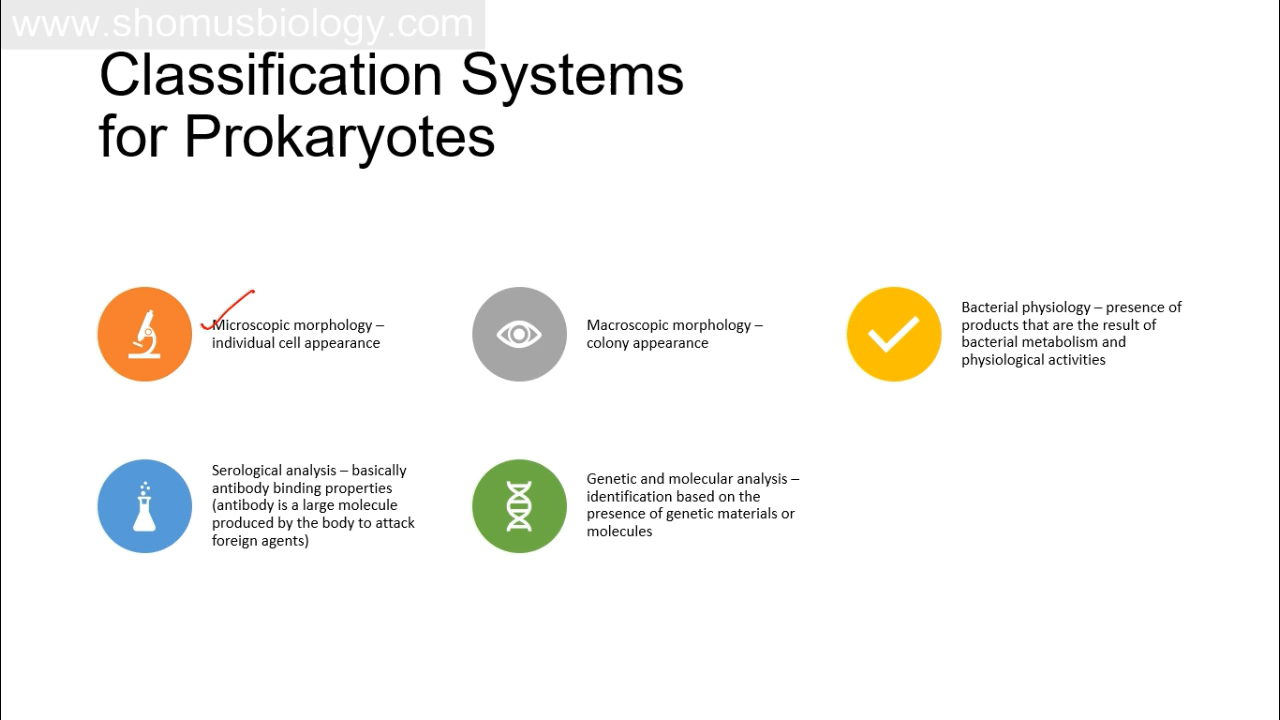 www.shomusbiology.com
Classification Systems
for Prokaryotes
Microscopic morphology –
individual cell appearance
Macroscopic morphology –
colony appearance
Bacterial physiology – presence of
products that are the result of
bacterial metabolism and
physiological activities
Serological analysis – basically
antibody binding properties
(antibody is a large molecule
produced by the body to attack
foreign agents)
Genetic and molecular analysis –
identification based on the
presence of genetic materials or
molecules